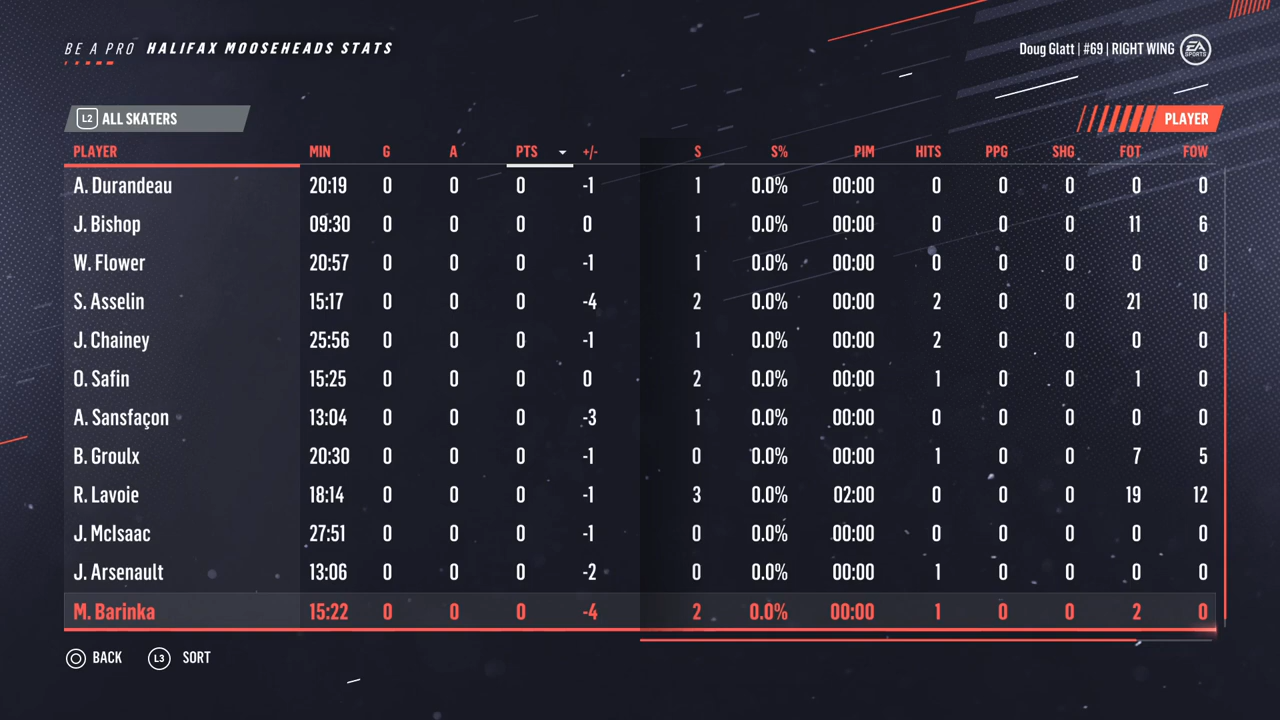 BE A PRO HALIFAX MOOSEHEADS STATS
Doug Glatt | #69 | RIGHT WING EA SPORTS
L2 ALL SKATERS
PLAYER
PLAYER MIN G A PTS +/- S S% PIM HITS PPG SHG FOT FOW
A. Durandeau 20:19 0 0 0 -1 1 0.0% 00:00 0 0 0 0 0
J. Bishop 09:30 0 0 0 0 1 0.0% 00:00 0 0 0 11 6
W. Flower 20:57 0 0 0 -1 1 0.0% 00:00 0 0 0 0 0
S. Asselin 15:17 0 0 0 -4 2 0.0% 00:00 2 0 0 21 10
J. Chainey 25:56 0 0 0 -1 1 0.0% 00:00 2 0 0 0 0
O. Safin 15:25 0 0 0 0 2 0.0% 00:00 1 0 0 1 0
A. Sansfaçon 13:04 0 0 0 -3 1 0.0% 00:00 0 0 0 0 0
B. Groulx 20:30 0 0 0 -1 0 0.0% 00:00 1 0 0 7 5
R. Lavoie 18:14 0 0 0 -1 3 0.0% 02:00 0 0 0 19 12
J. McIsaac 27:51 0 0 0 -1 0 0.0% 00:00 0 0 0 0 0
J. Arsenault 13:06 0 0 0 -2 0 0.0% 00:00 1 0 0 0 0
M. Barinka 15:22 0 0 0 -4 2 0.0% 00:00 1 0 0 2 0
BACK L3 SORT